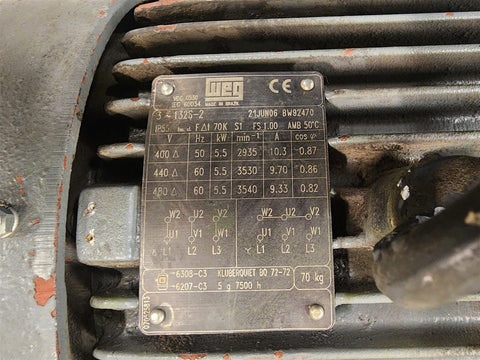 WEG
CE
IEC 60034
MADE IN BRAZIL
132S-2 21JUN06 BW92470
IP55 F Δt 70K S1 FS 1.00 AMB 50°C
V Hz kW min⁻¹ A cos φ
400 Δ 50 5.5 2935 10.3 0.87
440 Δ 60 5.5 3530 9.70 0.86
480 Δ 60 5.5 3540 9.33 0.82
W2 U2 V2 W2 U2 V2
U1 V1 W1 U1 V1 W1
L1 L2 L3 L1 L2 L3
6308-C3 KLUBERQUIET BQ 72-72
6207-C3 5 g 7500 h
70 kg